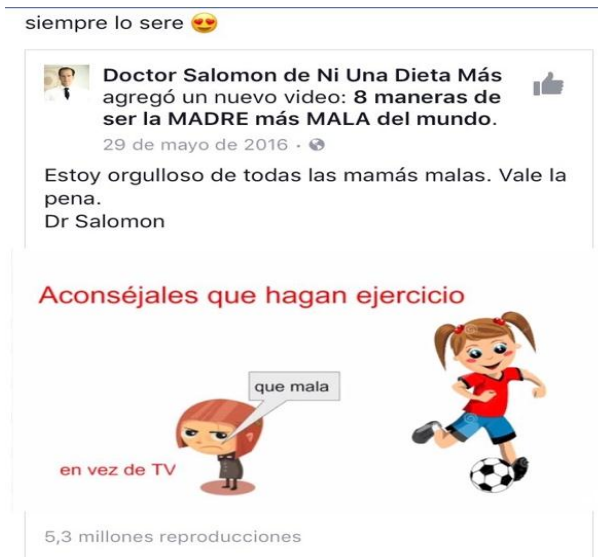 siempre lo sere 😍
Doctor Salomon de Ni Una Dieta Más
agregó un nuevo video: 8 maneras de
ser la MADRE más MALA del mundo.
29 de mayo de 2016 ·
Estoy orgulloso de todas las mamás malas. Vale la
pena.
Dr Salomon
Aconséjales que hagan ejercicio
que mala
en vez de TV
5,3 millones reproducciones